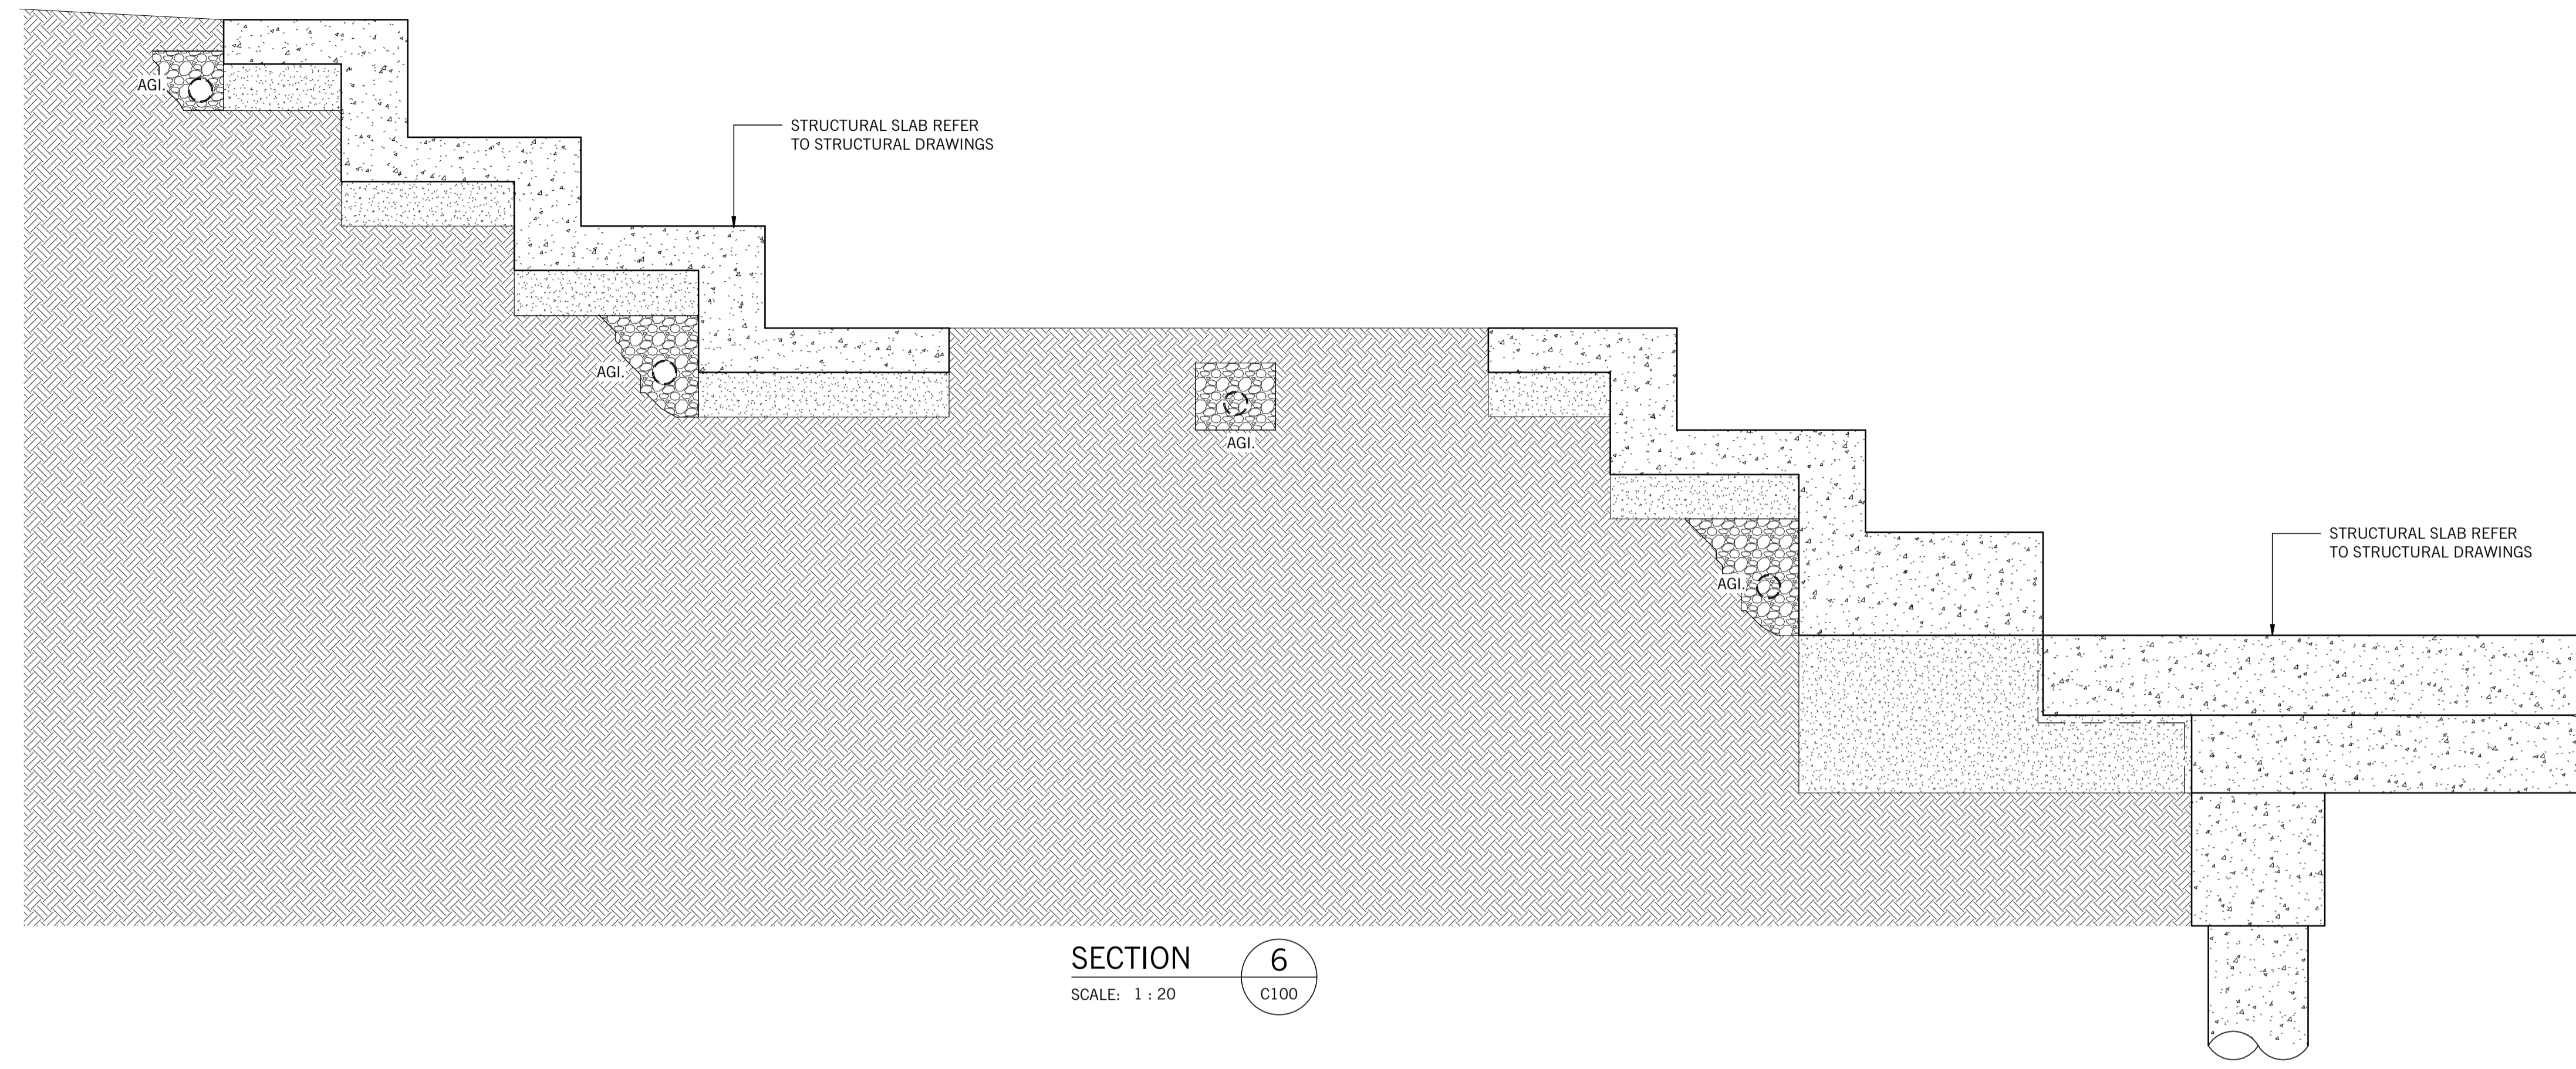 AGI.
STRUCTURAL SLAB REFER
TO STRUCTURAL DRAWINGS
AGI.
AGI.
AGI.
STRUCTURAL SLAB REFER
TO STRUCTURAL DRAWINGS
SECTION 6
SCALE: 1 : 20 C100